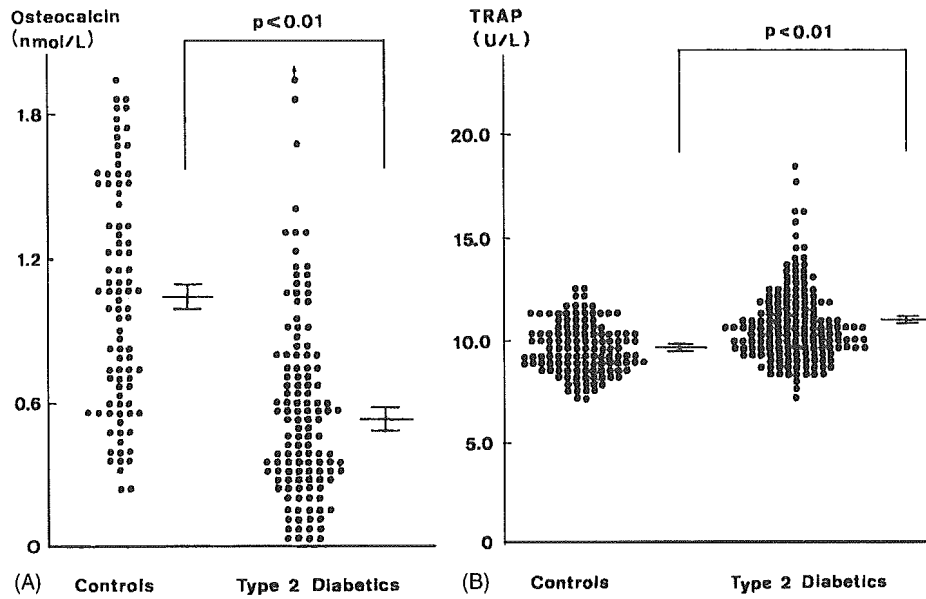 Osteocalcin
(nmol/L)
p<0.01
1.8
1.2
0.6
0
(A)
Controls
Type 2 Diabetics
TRAP
(U/L)
p<0.01
20.0
15.0
10.0
5.0
0
(B)
Controls
Type 2 Diabetics